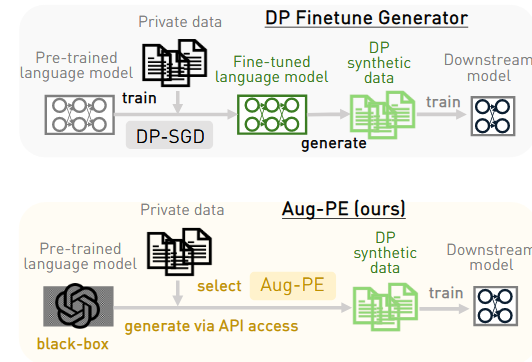 DP Finetune Generator
Private data
Pre-trained
language model
train
DP-SGD
Fine-tuned
language model
generate
DP
synthetic
data
train
Downstream
model
Aug-PE (ours)
Private data
Pre-trained
language model
black-box
select
Aug-PE
generate via API access
DP
synthetic
data
train
Downstream
model